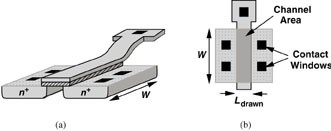 n+
n+
W
W
Channel
Area
Contact
Windows
Ldrawn
(a)
(b)